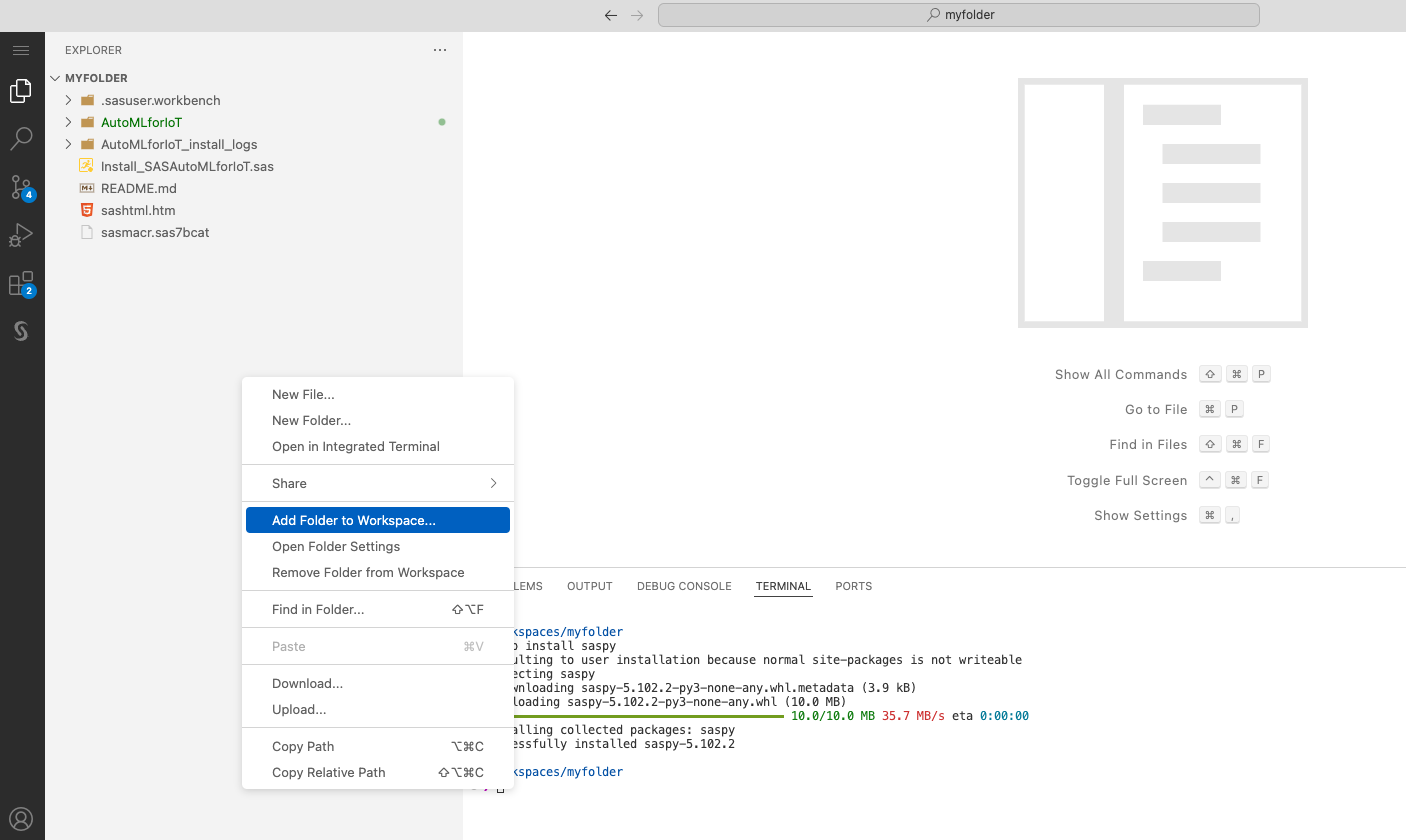 myfolder
EXPLORER
MYFOLDER
.sasuser.workbench
AutoMLforIoT
AutoMLforIoT_install_logs
Install_SASAutoMLforIoT.sas
README.md
sashtml.htm
sasmacr.sas7bcat
4
2
New File...
New Folder...
Open in Integrated Terminal
Share
Add Folder to Workspace...
Open Folder Settings
Remove Folder from Workspace
Find in Folder... ⇧⌥F
Paste ⌘V
Download...
Upload...
Copy Path ⌥⌘C
Copy Relative Path ⇧⌥⌘C
Show All Commands ⇧ ⌘ P
Go to File ⌘ P
Find in Files ⇧ ⌘ F
Toggle Full Screen ^ ⌘ F
Show Settings ⌘ ,
LEMS OUTPUT DEBUG CONSOLE TERMINAL PORTS
kspaces/myfolder
install saspy
ulting to user installation because normal site-packages is not writeable
ecting saspy
wnloading saspy-5.102.2-py3-none-any.whl.metadata (3.9 kB)
loading saspy-5.102.2-py3-none-any.whl (10.0 MB)
10.0/10.0 MB 35.7 MB/s eta 0:00:00
alling collected packages: saspy
essfully installed saspy-5.102.2
kspaces/myfolder